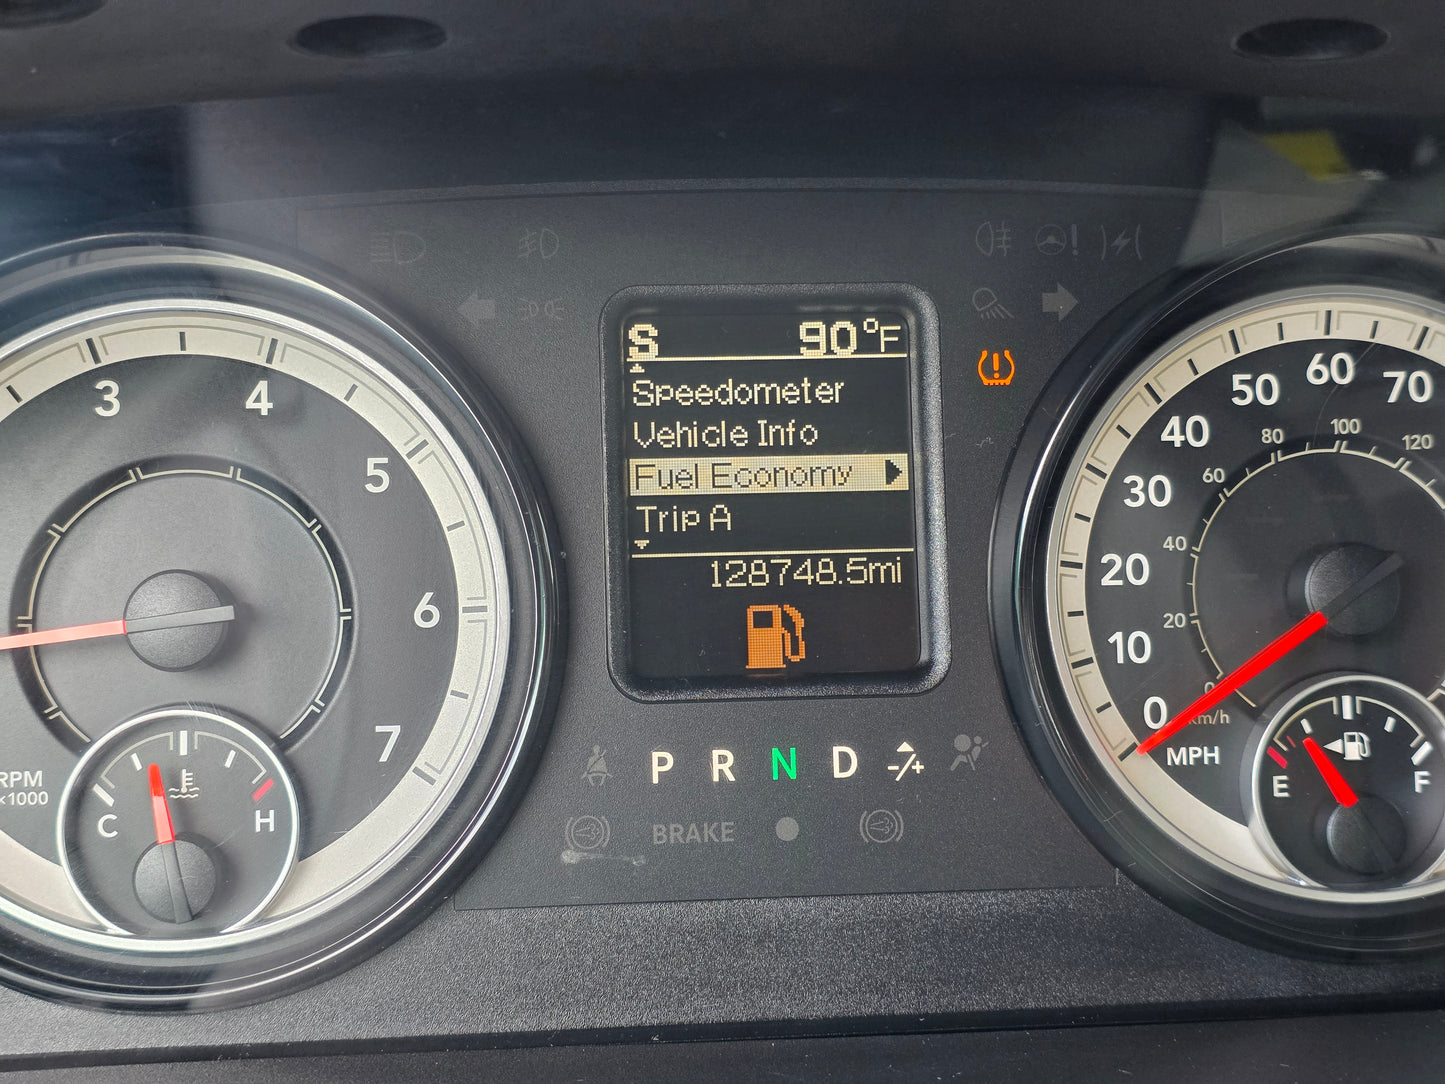 S 90°F
Speedometer
Vehicle Info
Fuel Economy
Trip A
128748.5mi
3 4 5 6 7
RPM
x1000
C H
P R N D -/+
BRAKE
0 10 20 30 40 50 60 70
0 20 40 60 80 100 120
km/h
MPH
E F